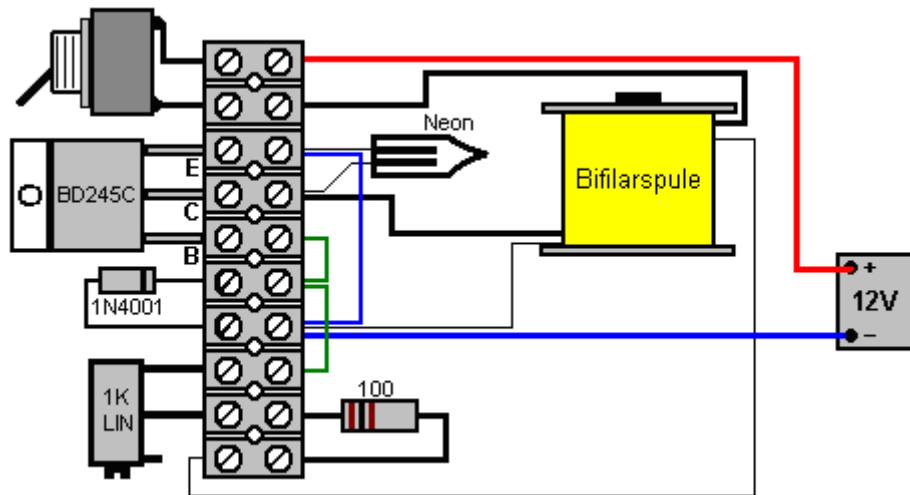 Neon
E
BD245C
C
Bifilarspule
B
+
1N4001
12V
−
100
1K
LIN